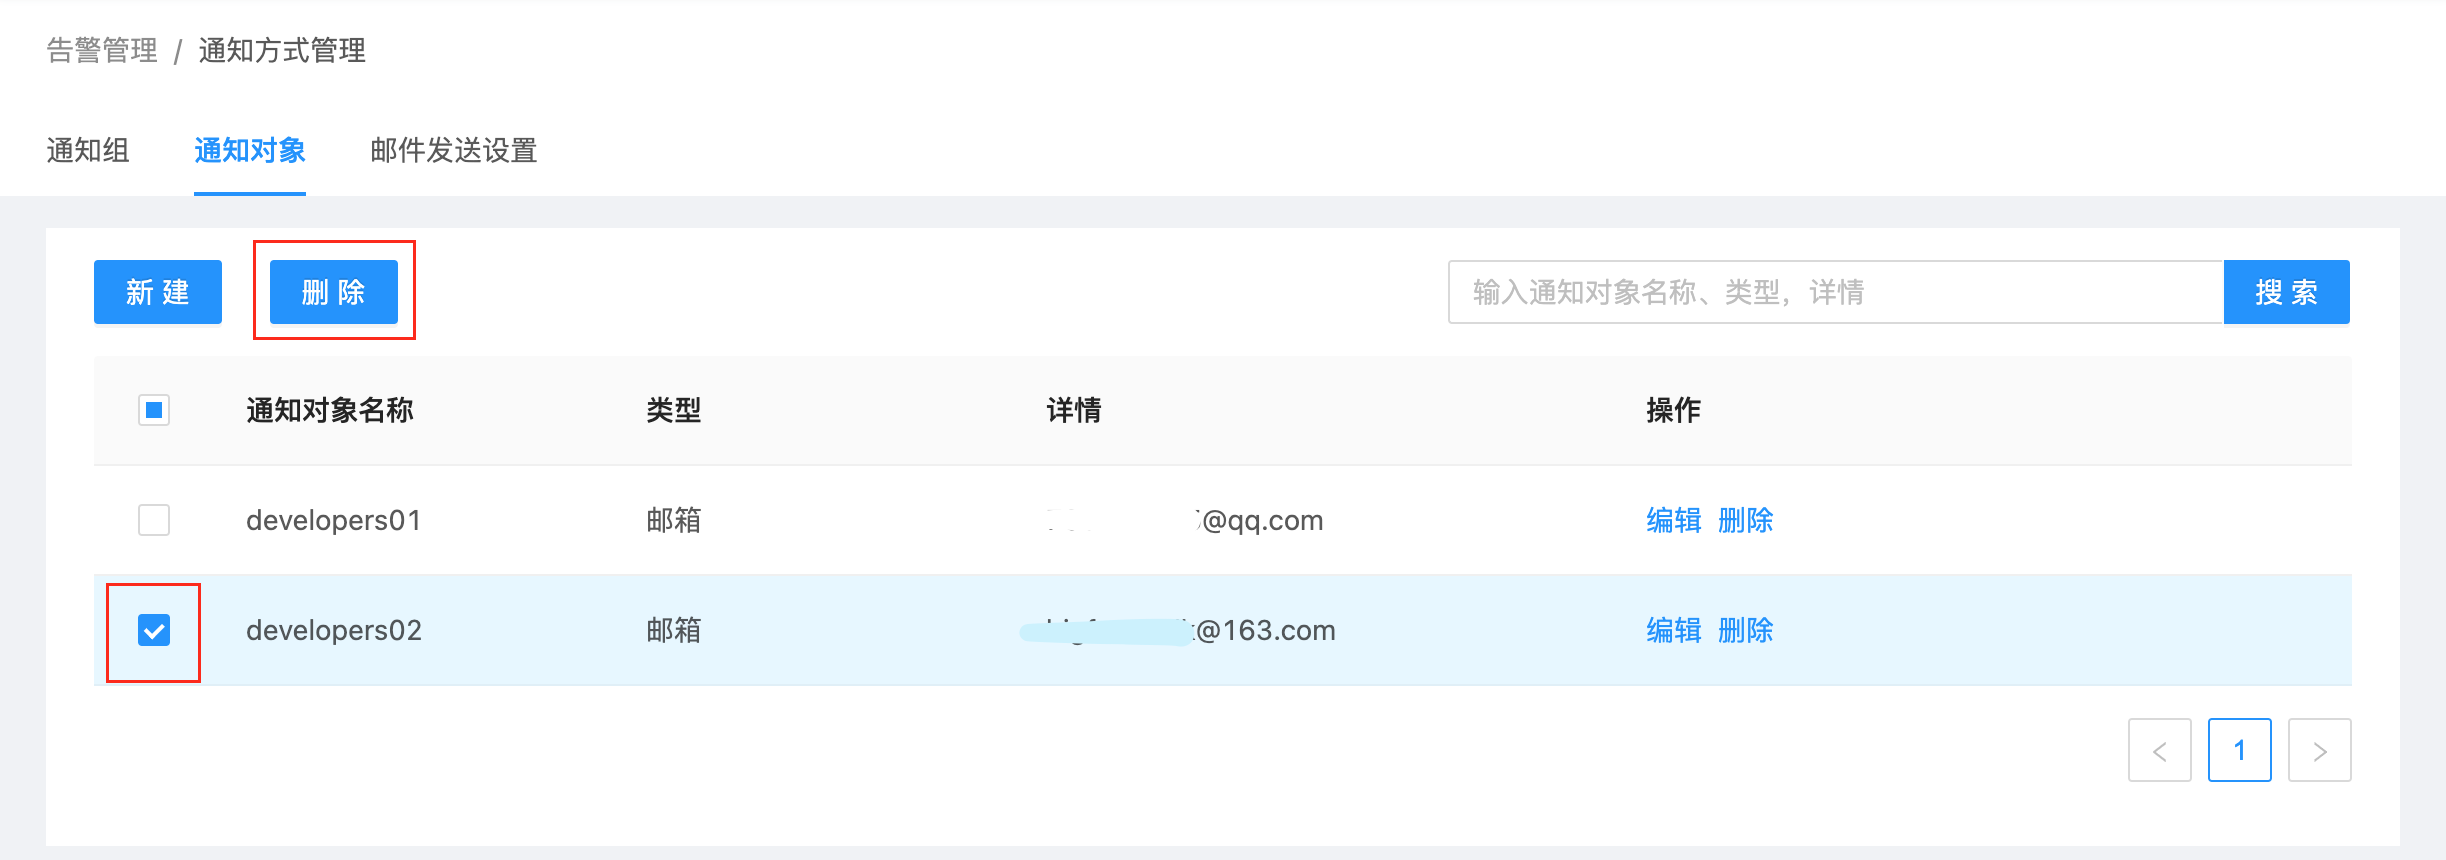 告警管理 / 通知方式管理
通知组 通知对象 邮件发送设置
新建 删除 输入通知对象名称、类型，详情 搜索
通知对象名称 类型 详情 操作
developers01 邮箱 @qq.com 编辑 删除
developers02 邮箱 @163.com 编辑 删除
< 1 >